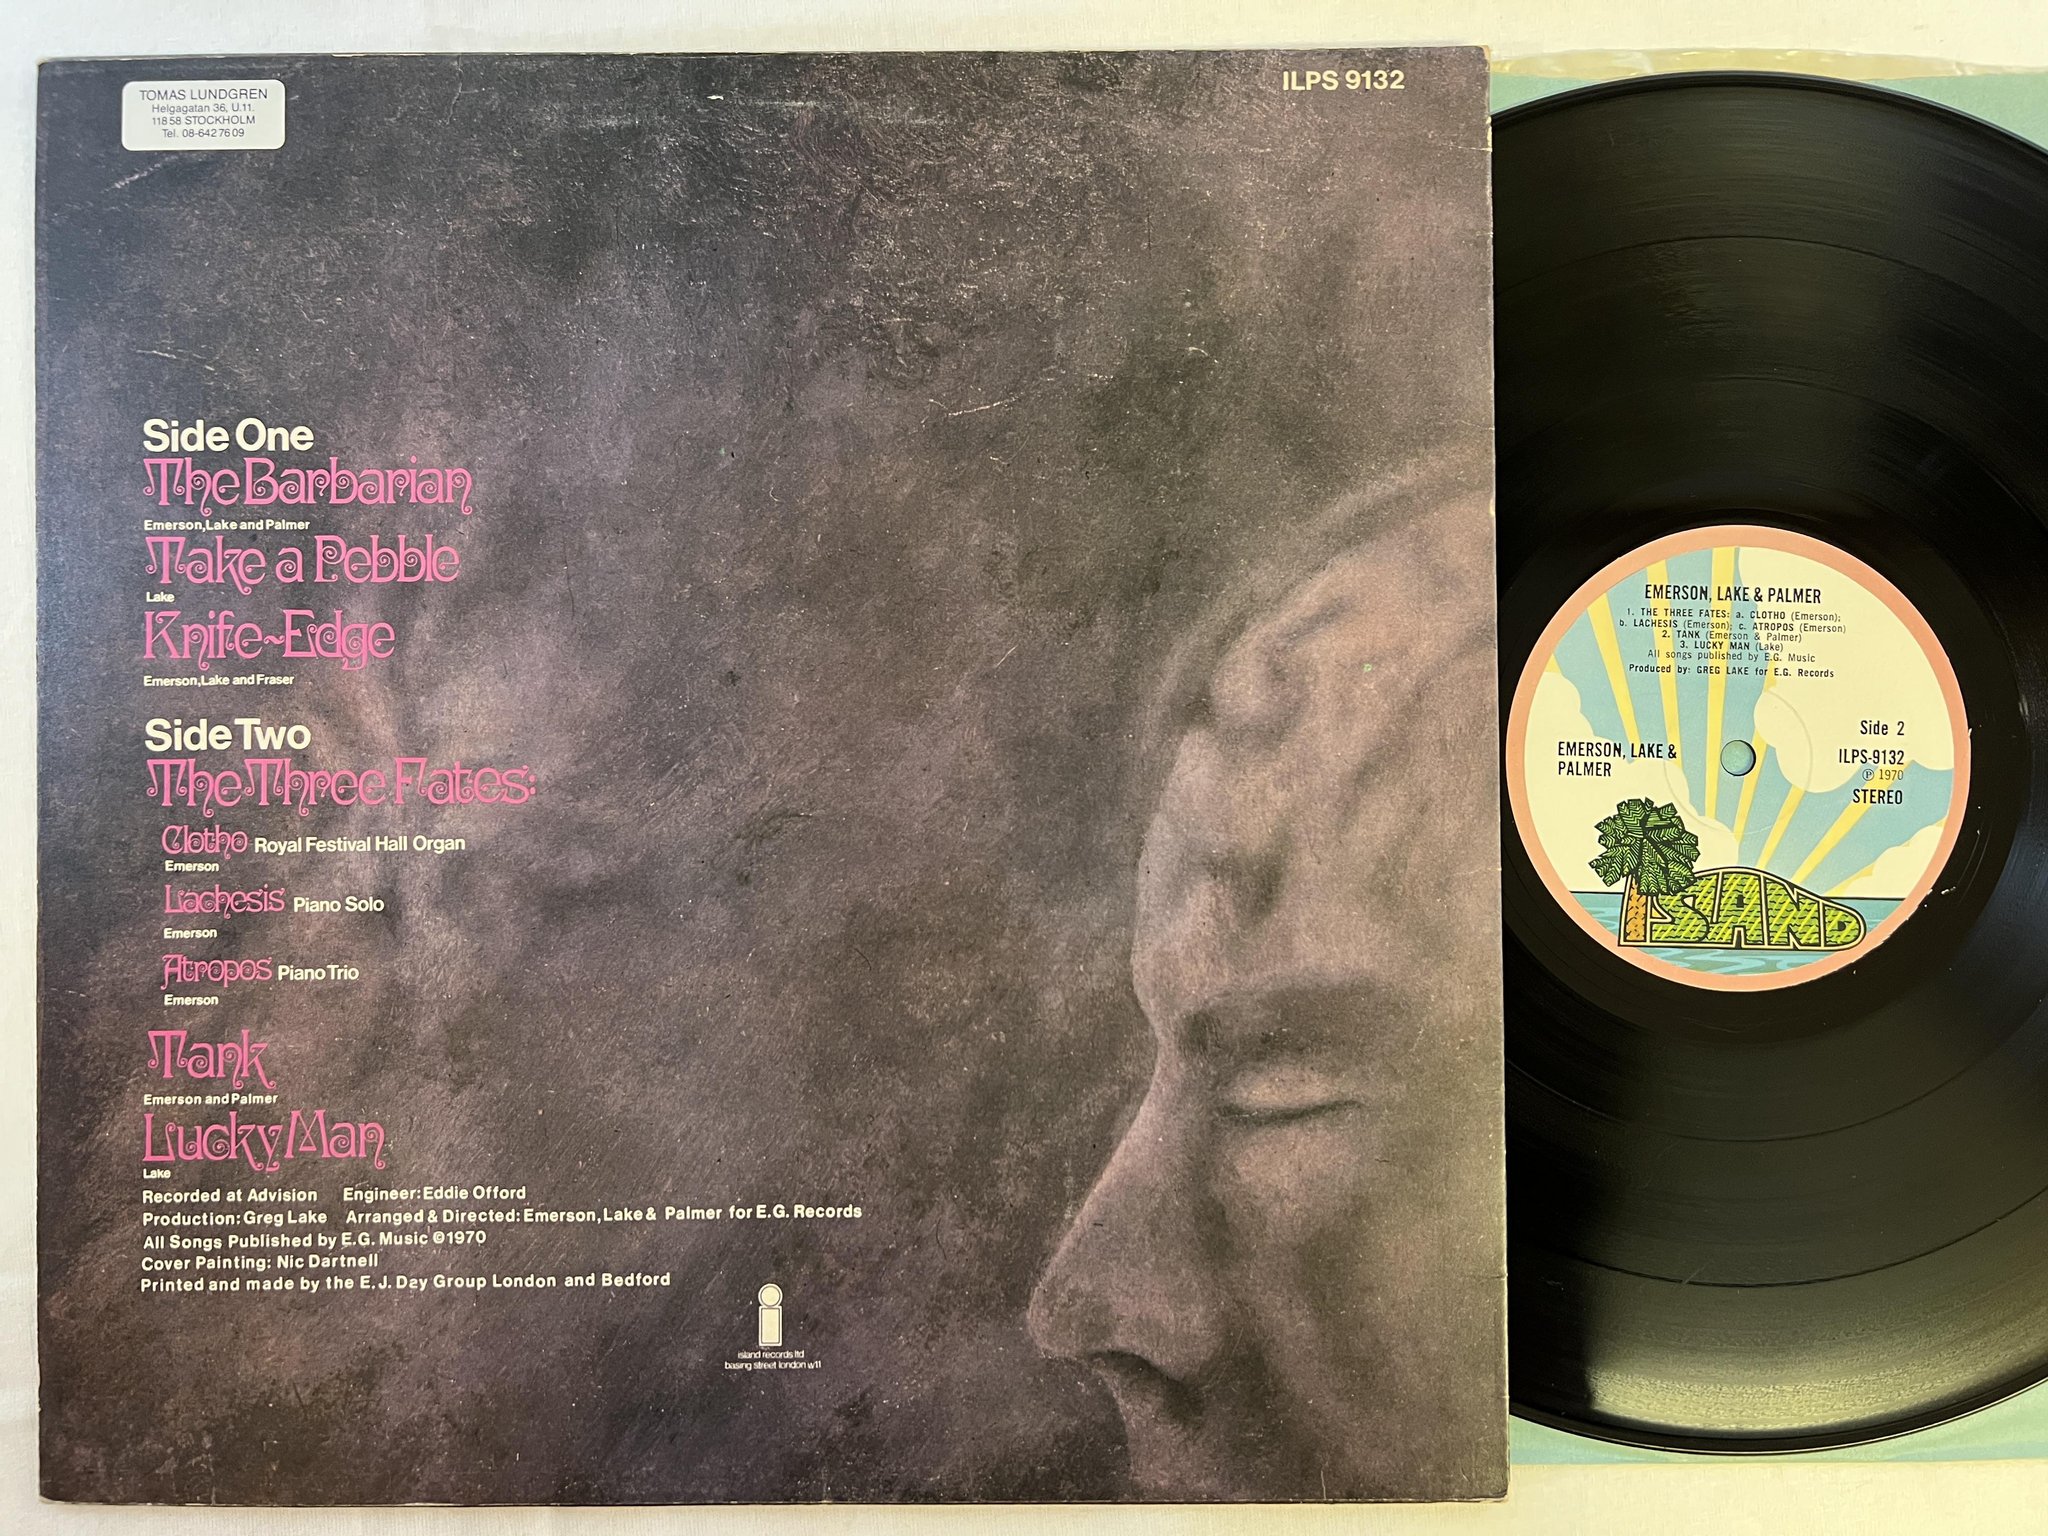 TOMAS LUNDGREN
Helgagatan 36, U.11.
118 58 STOCKHOLM
Tel. 08-642 76 09
ILPS 9132
Side One
The Barbarian
Emerson, Lake and Palmer
Take a Pebble
Lake
Knife~Edge
Emerson, Lake and Fraser
Side Two
The Three Fates:
Clotho Royal Festival Hall Organ
Emerson
Lachesis Piano Solo
Emerson
Atropos Piano Trio
Emerson
Tank
Emerson and Palmer
Lucky Man
Lake
Recorded at Advision Engineer: Eddie Offord
Production: Greg Lake Arranged & Directed: Emerson, Lake & Palmer for E.G. Records
All Songs Published by E.G. Music ©1970
Cover Painting: Nic Dartnell
Printed and made by the E. J. Day Group London and Bedford
i
island records ltd
basing street london w11
EMERSON, LAKE & PALMER
1. THE THREE FATES: a. CLOTHO (Emerson);
b. LACHESIS (Emerson); c. ATROPOS (Emerson)
2. TANK (Emerson & Palmer)
3. LUCKY MAN (Lake)
All songs published by E.G. Music
Produced by: GREG LAKE for E.G. Records
Side 2
EMERSON, LAKE &
PALMER
ILPS-9132
℗ 1970
STEREO
ISLAND